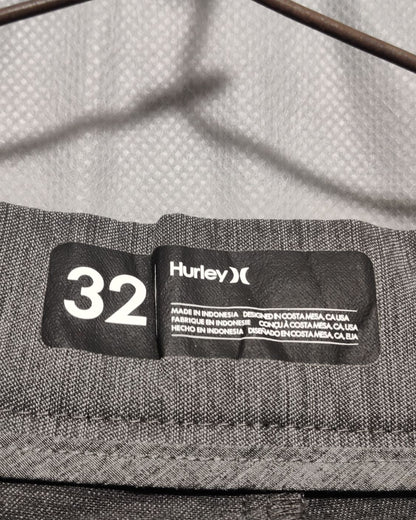 32
Hurley
MADE IN INDONESIA DESIGNED IN COSTA MESA, CA USA
FABRIQUE EN INDONESIE CONÇU À COSTA MESA, CA, USA
HECHO EN INDONESIA DISEÑADO EN COSTA MESA, CA, EUA